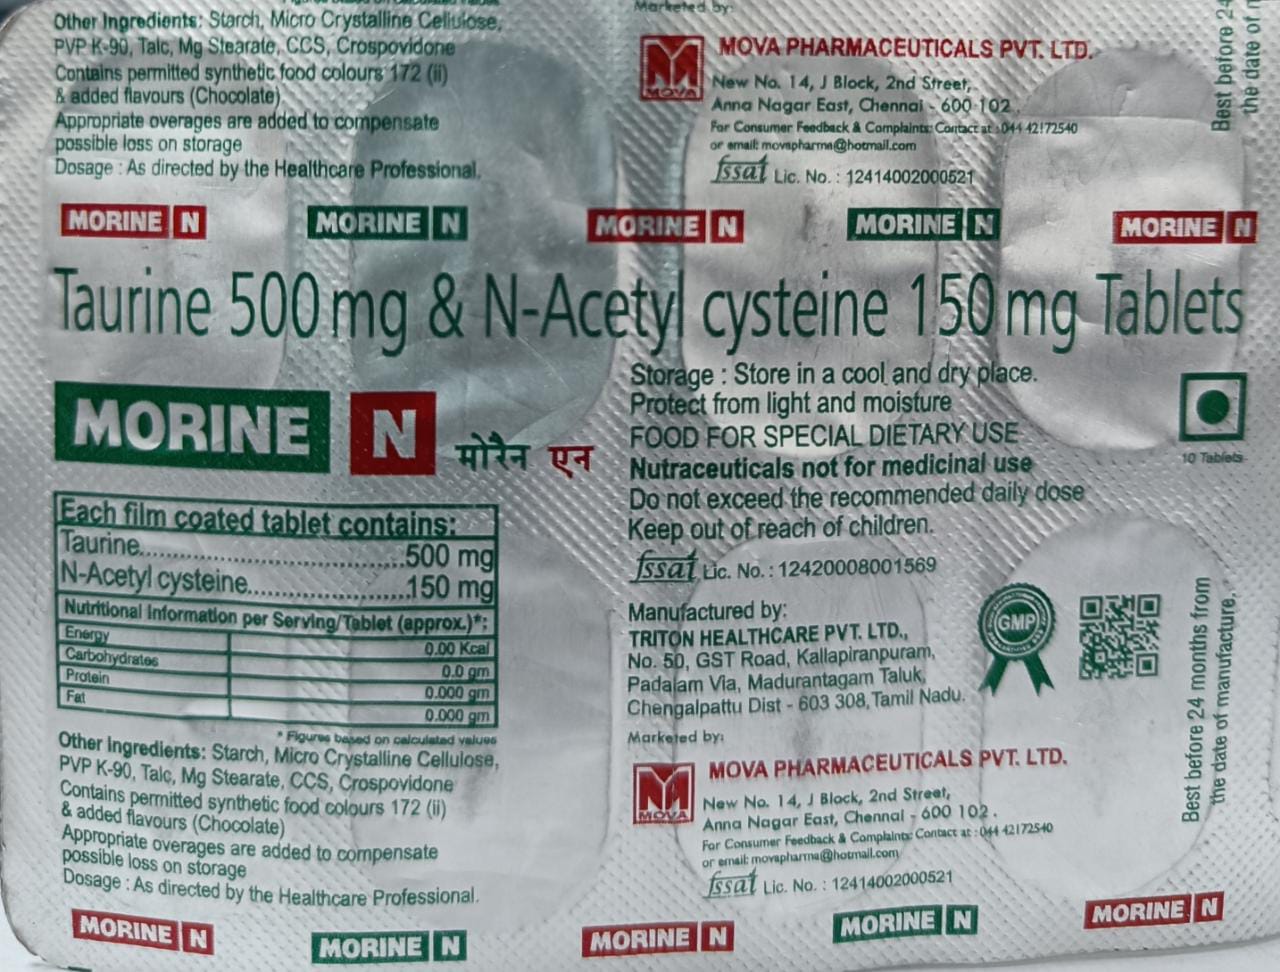 Other Ingredients: Starch, Micro Crystalline Cellulose,
PVP K-90, Talc, Mg Stearate, CCS, Crospovidone
Contains permitted synthetic food colours 172 (ii)
& added flavours (Chocolate)
Appropriate overages are added to compensate
possible loss on storage
Dosage : As directed by the Healthcare Professional.
Marketed by:
MOVA
MOVA PHARMACEUTICALS PVT. LTD.
New No. 14, J Block, 2nd Street,
Anna Nagar East, Chennai - 600 102.
For Consumer Feedback & Complaints: Contact at : 044 42172540
or email: movapharma@hotmail.com
fssai Lic. No. : 12414002000521
Best before 24
the date of
MORINE N MORINE N MORINE N MORINE N MORINE N
Taurine 500 mg & N-Acetyl cysteine 150 mg Tablets
MORINE N मोरैन एन
Each film coated tablet contains:
Taurine..................................500 mg
N-Acetyl cysteine....................150 mg
Nutritional Information per Serving/Tablet (approx.)*:
Energy 0.00 Kcal
Carbohydrates 0.0 gm
Protein 0.000 gm
Fat 0.000 gm
* Figures based on calculated values
Other Ingredients: Starch, Micro Crystalline Cellulose,
PVP K-90, Talc, Mg Stearate, CCS, Crospovidone
Contains permitted synthetic food colours 172 (ii)
& added flavours (Chocolate)
Appropriate overages are added to compensate
possible loss on storage
Dosage : As directed by the Healthcare Professional.
Storage : Store in a cool and dry place.
Protect from light and moisture
FOOD FOR SPECIAL DIETARY USE
Nutraceuticals not for medicinal use
Do not exceed the recommended daily dose
Keep out of reach of children.
fssai Lic. No. : 12420008001569
10 Tablets
Manufactured by:
TRITON HEALTHCARE PVT. LTD.,
No. 50, GST Road, Kallapiranpuram,
Padalam Via, Madurantagam Taluk,
Chengalpattu Dist - 603 308, Tamil Nadu.
GMP
Marketed by:
MOVA
MOVA PHARMACEUTICALS PVT. LTD.
New No. 14, J Block, 2nd Street,
Anna Nagar East, Chennai - 600 102.
For Consumer Feedback & Complaints: Contact at : 044 42172540
or email: movapharma@hotmail.com
fssai Lic. No. : 12414002000521
Best before 24 months from
the date of manufacture.
MORINE N MORINE N MORINE N MORINE N MORINE N